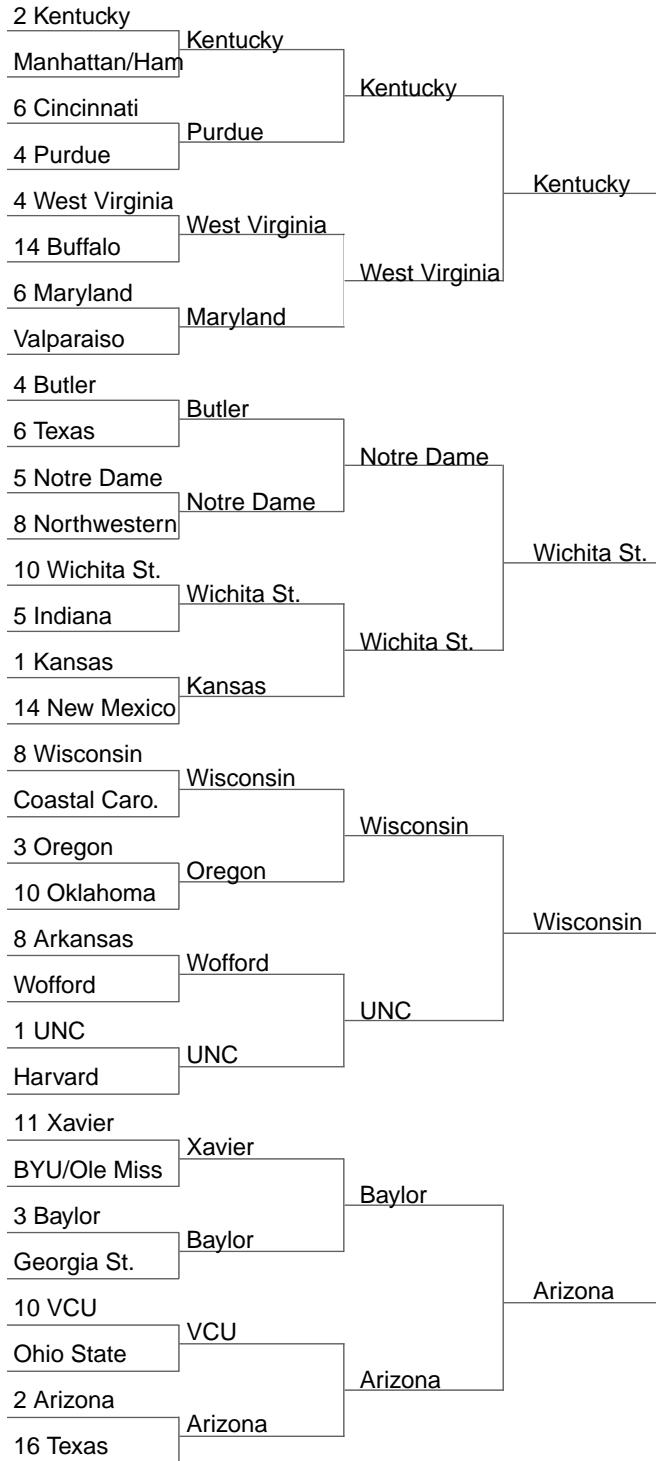 2 Kentucky
Manhattan/Ham
6 Cincinnati
4 Purdue
4 West Virginia
14 Buffalo
6 Maryland
Valparaiso
4 Butler
6 Texas
5 Notre Dame
8 Northwestern
10 Wichita St.
5 Indiana
1 Kansas
14 New Mexico
8 Wisconsin
Coastal Caro.
3 Oregon
10 Oklahoma
8 Arkansas
Wofford
1 UNC
Harvard
11 Xavier
BYU/Ole Miss
3 Baylor
Georgia St.
10 VCU
Ohio State
2 Arizona
16 Texas
Kentucky
Purdue
West Virginia
Maryland
Butler
Notre Dame
Wichita St.
Kansas
Wisconsin
Oregon
Wofford
UNC
Xavier
Baylor
VCU
Arizona
Kentucky
West Virginia
Notre Dame
Wichita St.
Wisconsin
UNC
Baylor
Arizona
Kentucky
Wichita St.
Wisconsin
Arizona